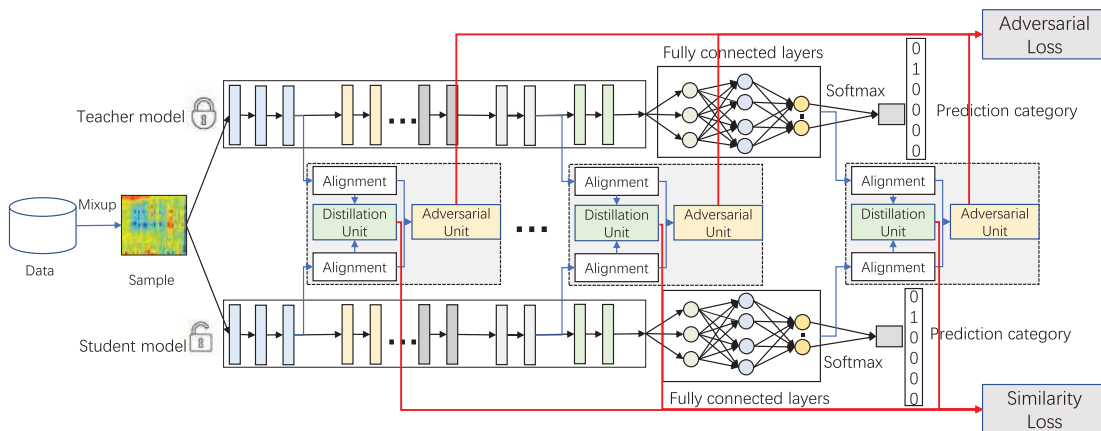 Adversarial
Loss
Fully connected layers
Softmax
0
1
0
0
0
0
Prediction category
Teacher model
Mixup
Data
Sample
Alignment
Distillation
Unit
Adversarial
Unit
Alignment
...
Alignment
Distillation
Unit
Adversarial
Unit
Alignment
Alignment
Distillation
Unit
Adversarial
Unit
Alignment
Student model
Softmax
0
1
0
0
0
0
Prediction category
Fully connected layers
Similarity
Loss